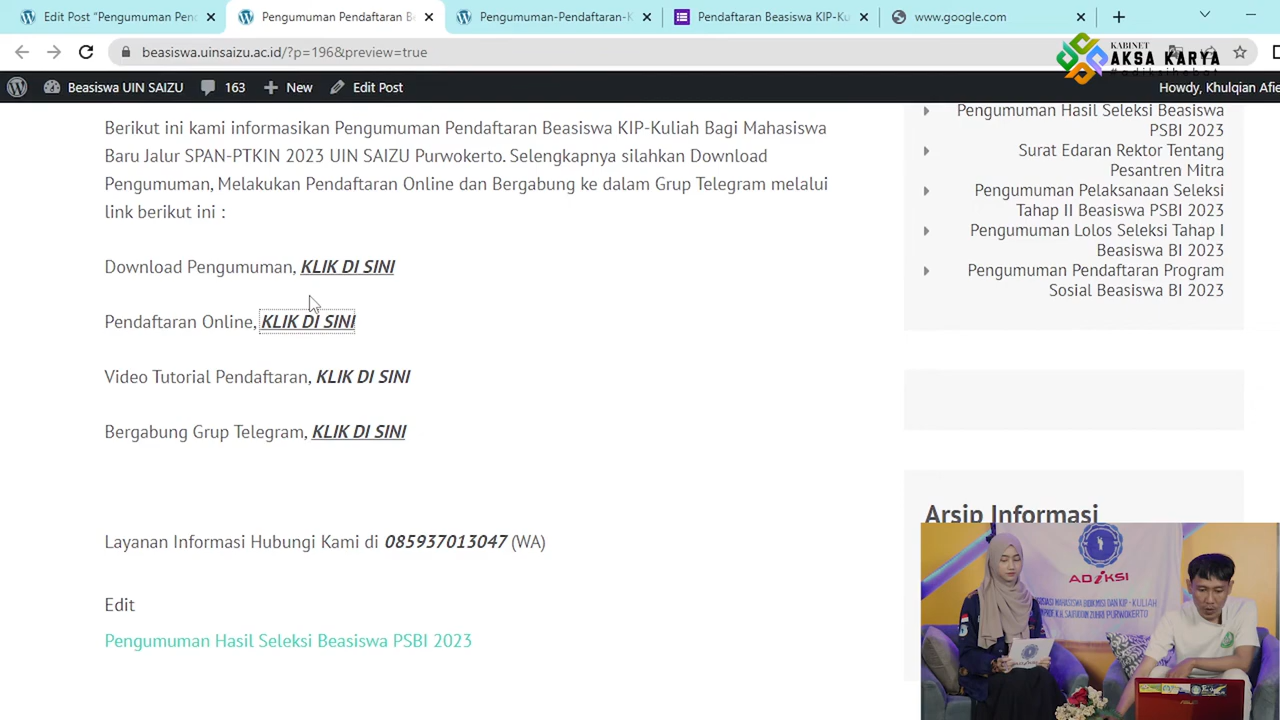 Edit Post "Pengumuman Pen
Pengumuman Pendaftaran B
Pengumuman-Pendaftaran-K
Pendaftaran Beasiswa KIP-Ku
www.google.com
beasiswa.uinsaizu.ac.id/?p=196&preview=true
KABINET
AKSA KARYA
#adiksihebat
Beasiswa UIN SAIZU
163
New
Edit Post
Howdy, Khulqian Afie
Berikut ini kami informasikan Pengumuman Pendaftaran Beasiswa KIP-Kuliah Bagi Mahasiswa
Baru Jalur SPAN-PTKIN 2023 UIN SAIZU Purwokerto. Selengkapnya silahkan Download
Pengumuman, Melakukan Pendaftaran Online dan Bergabung ke dalam Grup Telegram melalui
link berikut ini :
Download Pengumuman, KLIK DI SINI
Pendaftaran Online, KLIK DI SINI
Video Tutorial Pendaftaran, KLIK DI SINI
Bergabung Grup Telegram, KLIK DI SINI
Layanan Informasi Hubungi Kami di 085937013047 (WA)
Edit
Pengumuman Hasil Seleksi Beasiswa PSBI 2023
Pengumuman Hasil Seleksi Beasiswa
PSBI 2023
Surat Edaran Rektor Tentang
Pesantren Mitra
Pengumuman Pelaksanaan Seleksi
Tahap II Beasiswa PSBI 2023
Pengumuman Lolos Seleksi Tahap I
Beasiswa BI 2023
Pengumuman Pendaftaran Program
Sosial Beasiswa BI 2023
Arsip Informasi
ADIKSI
MAHASISWA BIDIKMISI DAN KIP - KULIAH
PURWOKERTO